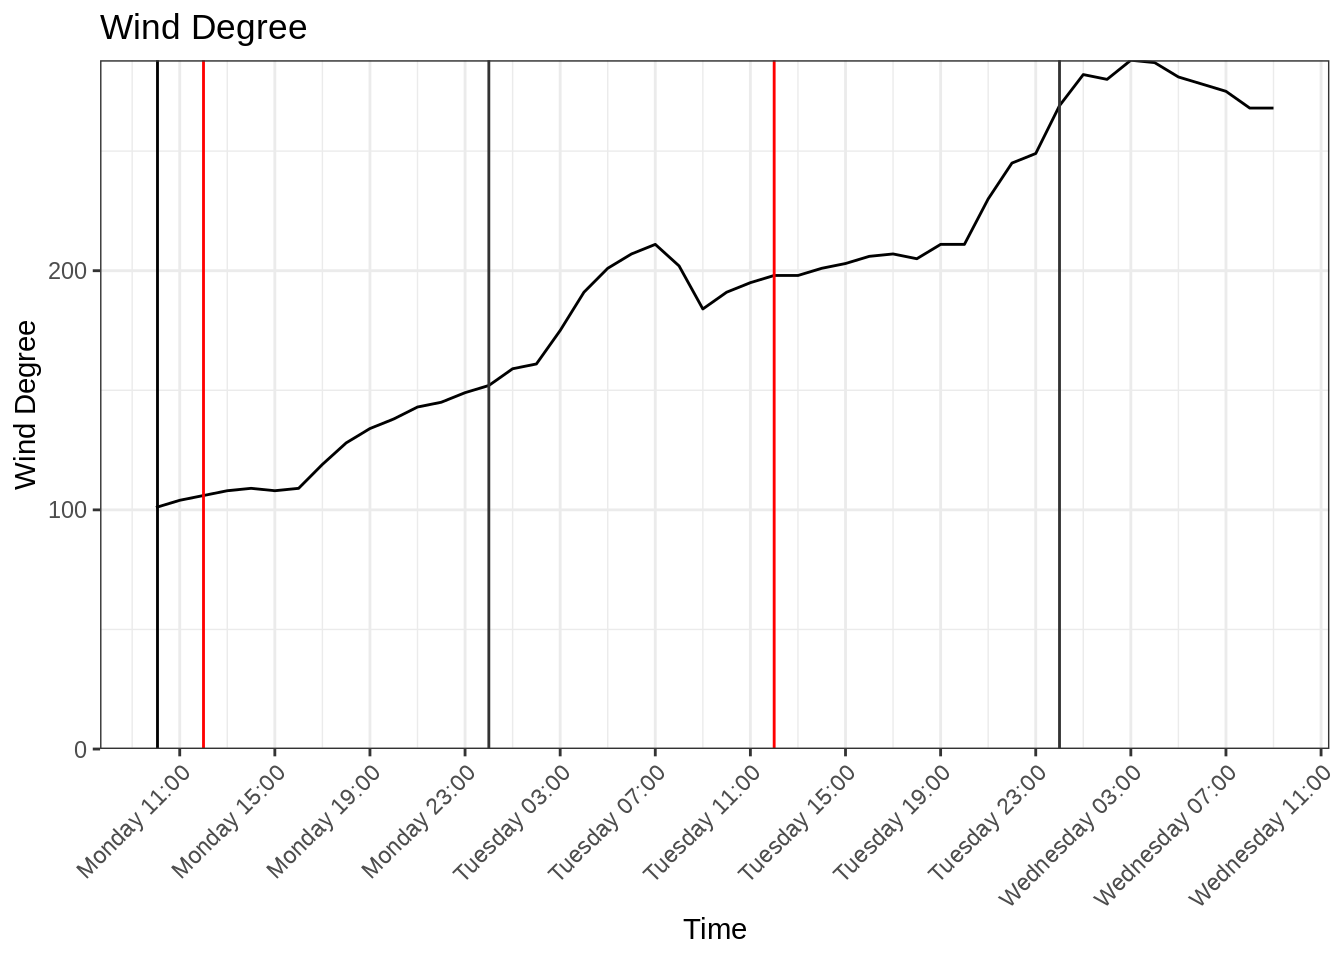 Wind Degree
Wind Degree
200
100
0
Monday 11:00
Monday 15:00
Monday 19:00
Monday 23:00
Tuesday 03:00
Tuesday 07:00
Tuesday 11:00
Tuesday 15:00
Tuesday 19:00
Tuesday 23:00
Wednesday 03:00
Wednesday 07:00
Wednesday 11:00
Time